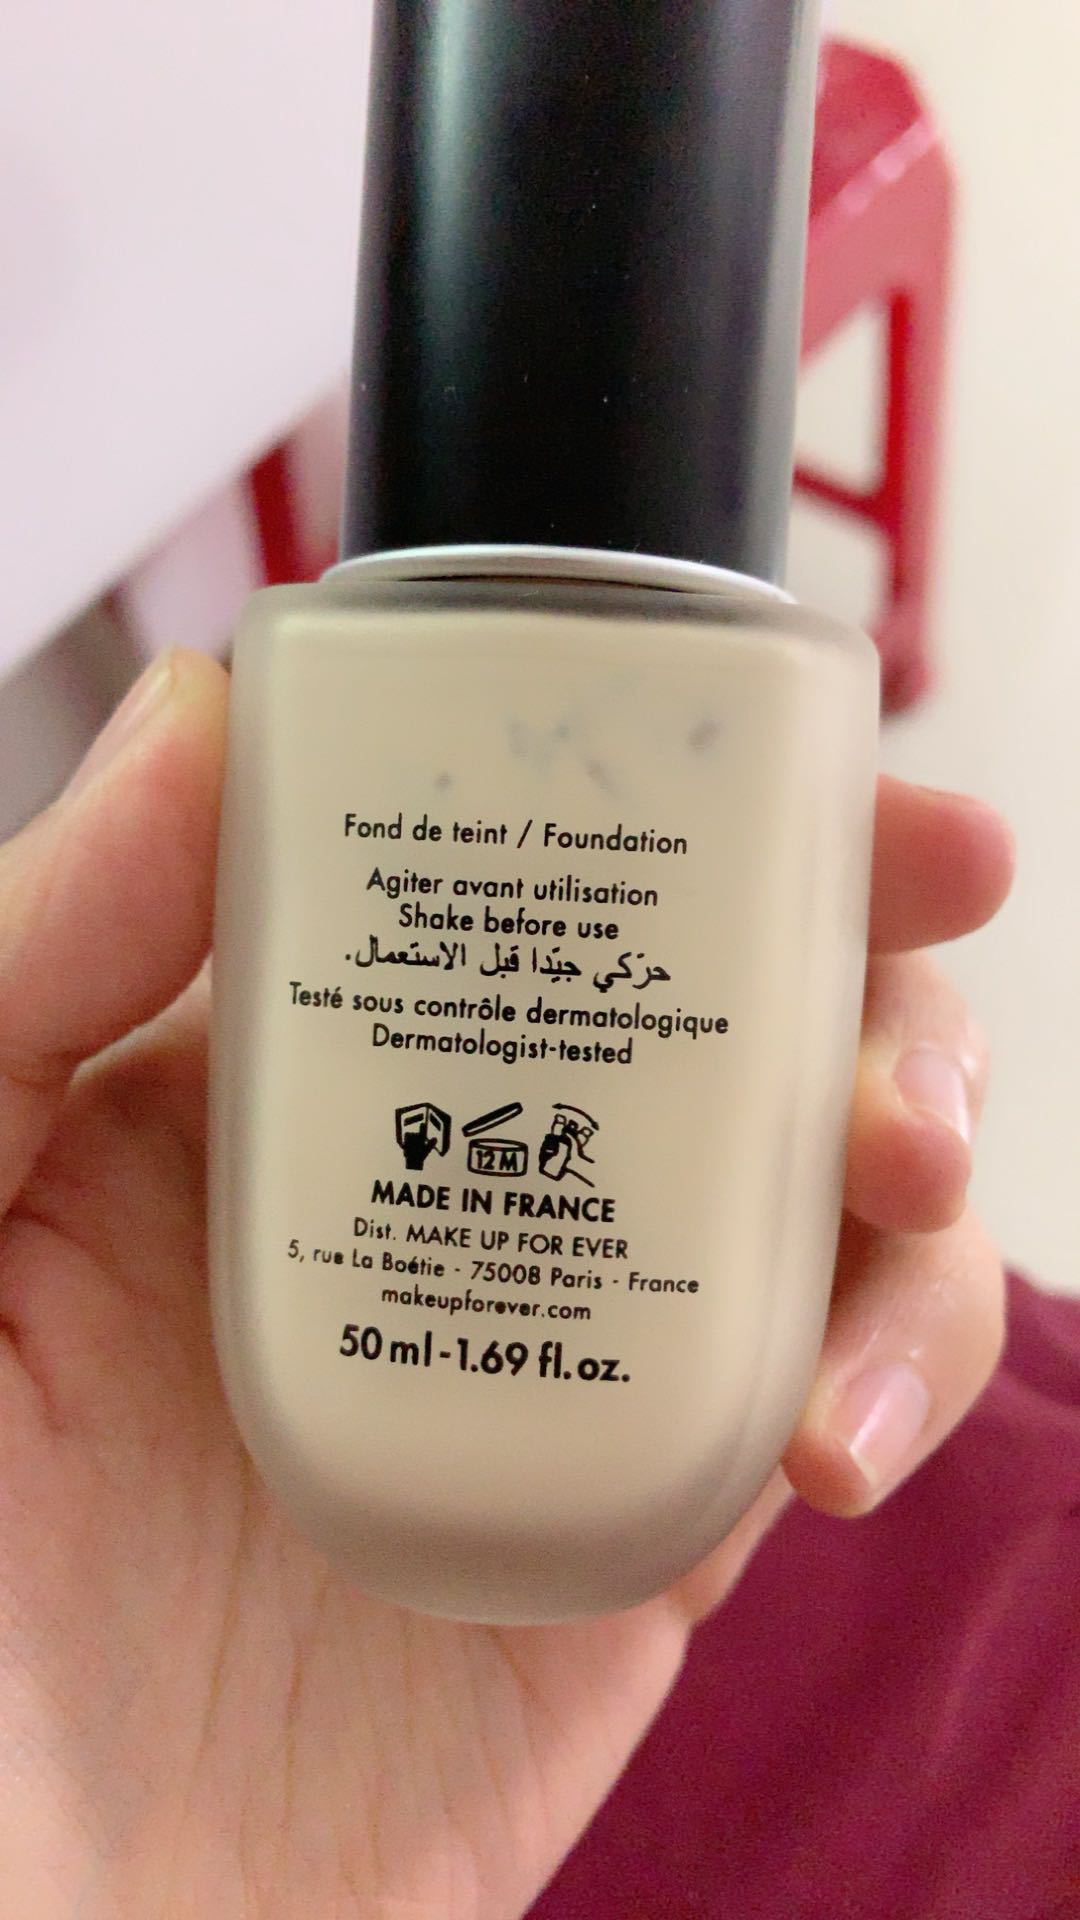 Fond de teint / Foundation
Agiter avant utilisation
Shake before use
حرّكي جيّدا قبل الاستعمال.
Testé sous contrôle dermatologique
Dermatologist-tested
12M
MADE IN FRANCE
Dist. MAKE UP FOR EVER
5, rue La Boétie - 75008 Paris - France
makeupforever.com
50 ml - 1.69 fl. oz.